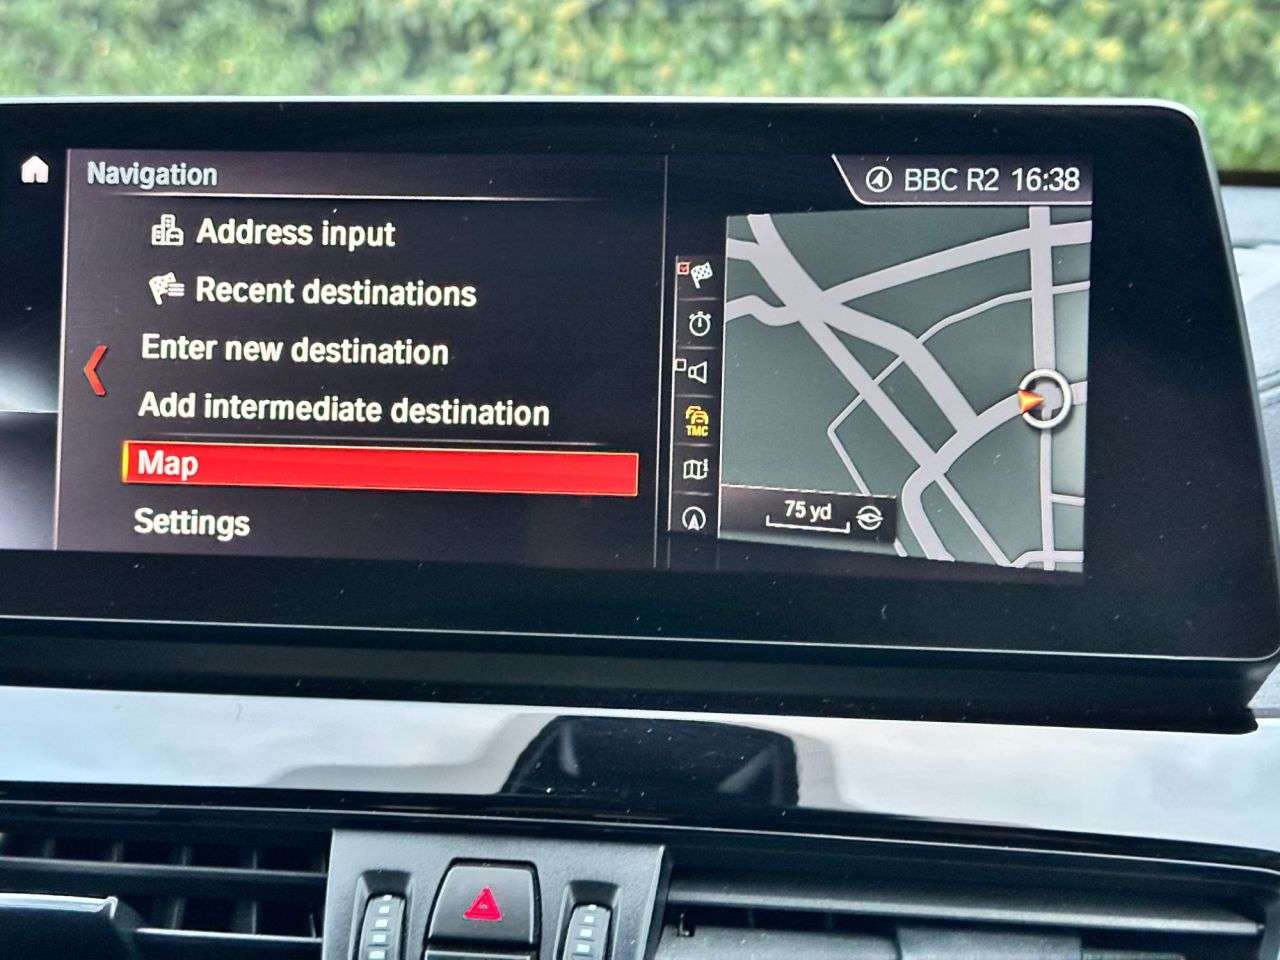 Navigation
BBC R2 16:38
Address input
Recent destinations
Enter new destination
Add intermediate destination
Map
Settings
TMC
75 yd